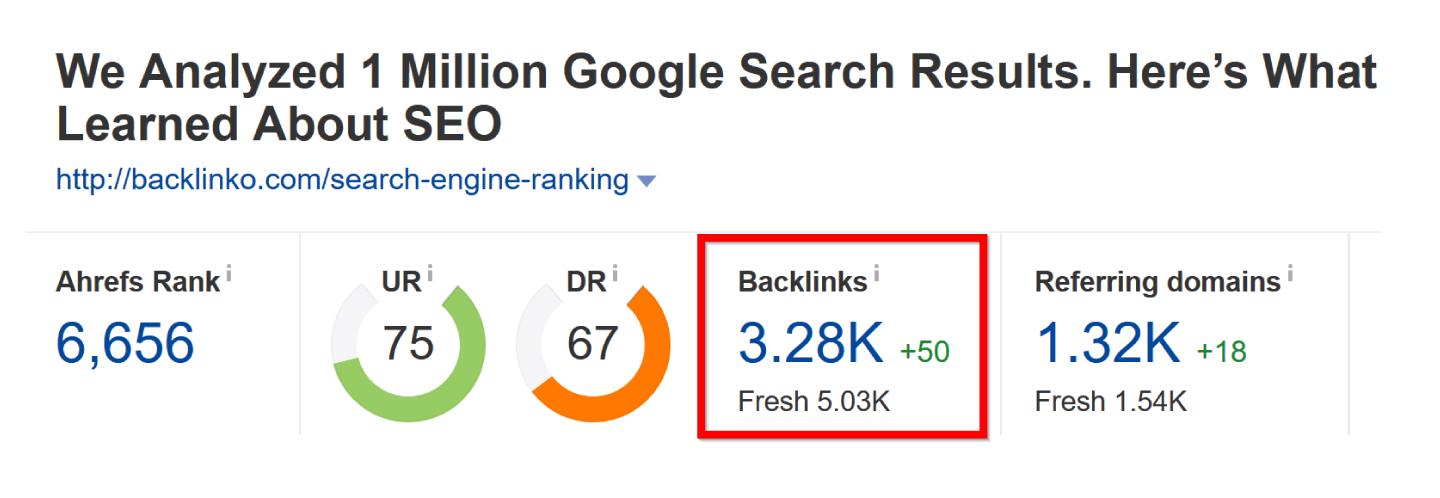 We Analyzed 1 Million Google Search Results. Here’s What
Learned About SEO
http://backlinko.com/search-engine-ranking
Ahrefs Rank i
6,656
UR i
75
DR i
67
Backlinks i
3.28K +50
Fresh 5.03K
Referring domains i
1.32K +18
Fresh 1.54K